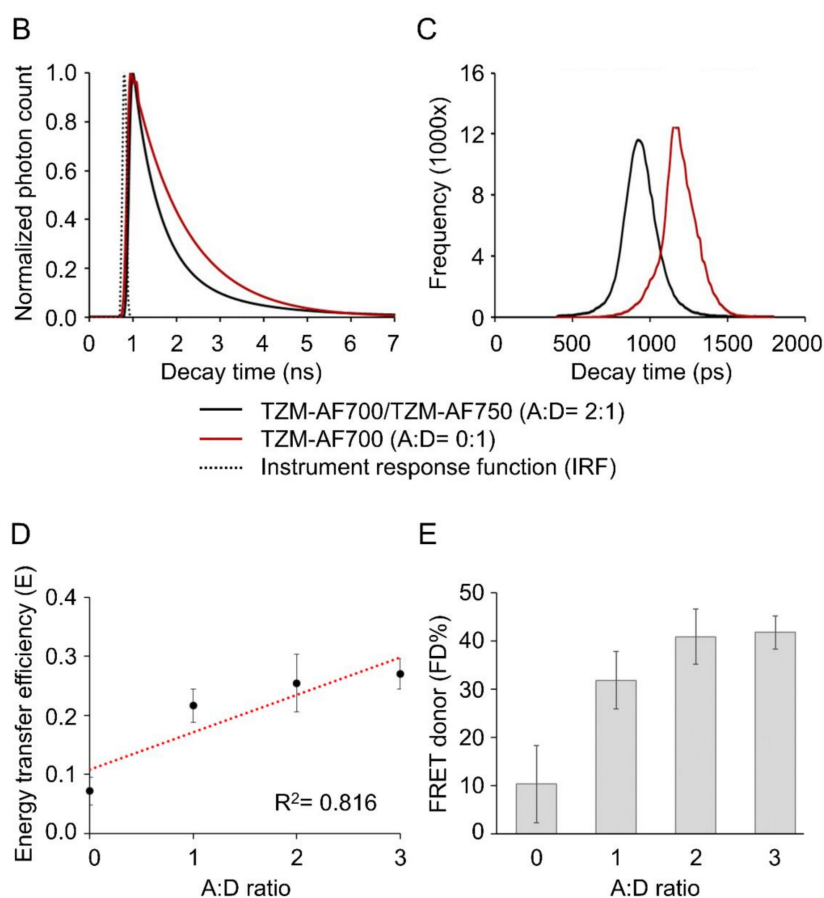 B
Normalized photon count
1.0
0.8
0.6
0.4
0.2
0.0
0 1 2 3 4 5 6 7
Decay time (ns)
C
Frequency (1000x)
16
12
8
4
0
0 500 1000 1500 2000
Decay time (ps)
TZM-AF700/TZM-AF750 (A:D= 2:1)
TZM-AF700 (A:D= 0:1)
Instrument response function (IRF)
D
Energy transfer efficiency (E)
0.4
0.3
0.2
0.1
0.0
R²= 0.816
0 1 2 3
A:D ratio
E
FRET donor (FD%)
50
40
30
20
10
0
0 1 2 3
A:D ratio